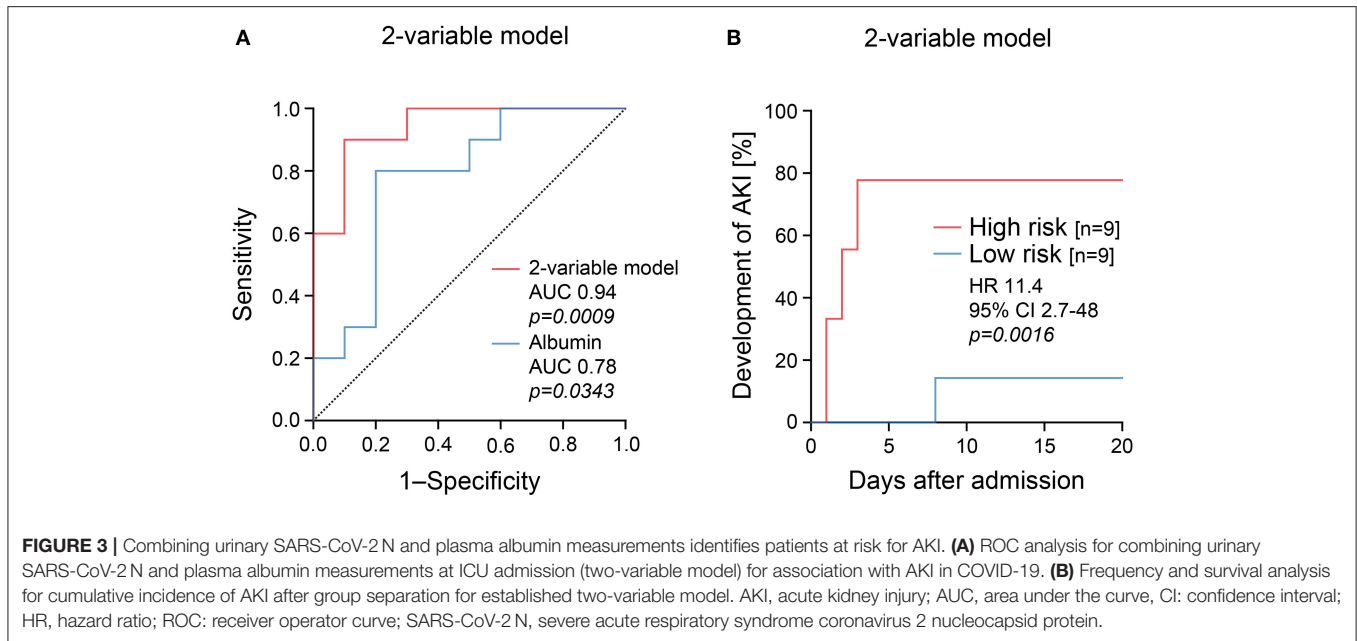 A
2-variable model
Sensitivity
1.0
0.8
0.6
0.4
0.2
0.0
0.0
0.2
0.4
0.6
0.8
1.0
1–Specificity
2-variable model
AUC 0.94
p=0.0009
Albumin
AUC 0.78
p=0.0343
B
2-variable model
Development of AKI [%]
100
80
60
40
20
0
0
5
10
15
20
Days after admission
High risk [n=9]
Low risk [n=9]
HR 11.4
95% CI 2.7-48
p=0.0016
FIGURE 3 | Combining urinary SARS-CoV-2 N and plasma albumin measurements identifies patients at risk for AKI. (A) ROC analysis for combining urinary
SARS-CoV-2 N and plasma albumin measurements at ICU admission (two-variable model) for association with AKI in COVID-19. (B) Frequency and survival analysis
for cumulative incidence of AKI after group separation for established two-variable model. AKI, acute kidney injury; AUC, area under the curve, CI: confidence interval;
HR, hazard ratio; ROC: receiver operator curve; SARS-CoV-2 N, severe acute respiratory syndrome coronavirus 2 nucleocapsid protein.